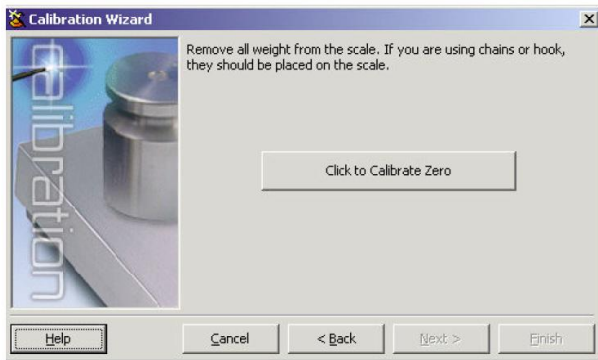 Calibration Wizard
Calibration
Remove all weight from the scale. If you are using chains or hook,
they should be placed on the scale.
Click to Calibrate Zero
Help
Cancel
< Back
Next >
Finish